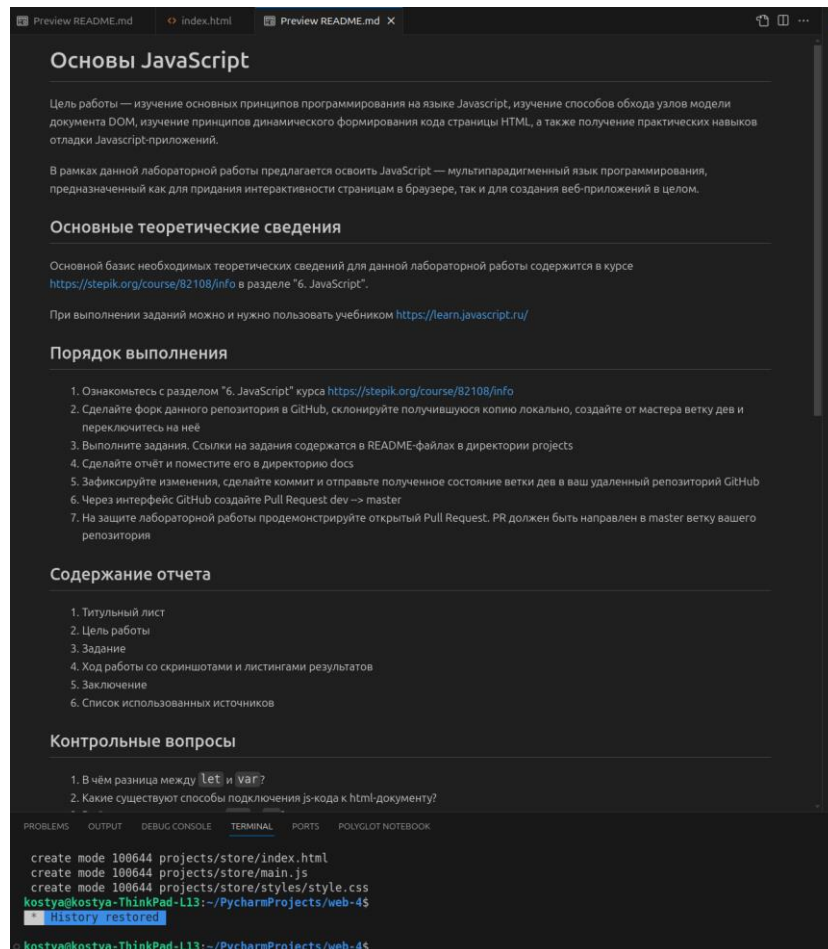 Preview README.md index.html Preview README.md
Основы JavaScript
Цель работы — изучение основных принципов программирования на языке Javascript, изучение способов обхода узлов модели
документа DOM, изучение принципов динамического формирования кода страницы HTML, а также получение практических навыков
отладки Javascript-приложений.
В рамках данной лабораторной работы предлагается освоить JavaScript — мультипарадигменный язык программирования,
предназначенный как для придания интерактивности страницам в браузере, так и для создания веб-приложений в целом.
Основные теоретические сведения
Основной базис необходимых теоретических сведений для данной лабораторной работы содержится в курсе
https://stepik.org/course/82108/info в разделе "6. JavaScript".
При выполнении заданий можно и нужно пользовать учебником https://learn.javascript.ru/
Порядок выполнения
1. Ознакомьтесь с разделом "6. JavaScript" курса https://stepik.org/course/82108/info
2. Сделайте форк данного репозитория в GitHub, склонируйте получившуюся копию локально, создайте от мастера ветку дев и
переключитесь на неё
3. Выполните задания. Ссылки на задания содержатся в README-файлах в директории projects
4. Сделайте отчёт и поместите его в директорию docs
5. Зафиксируйте изменения, сделайте коммит и отправьте полученное состояние ветки дев в ваш удаленный репозиторий GitHub
6. Через интерфейс GitHub создайте Pull Request dev --> master
7. На защите лабораторной работы продемонстрируйте открытый Pull Request. PR должен быть направлен в master ветку вашего
репозитория
Содержание отчета
1. Титульный лист
2. Цель работы
3. Задание
4. Ход работы со скриншотами и листингами результатов
5. Заключение
6. Список использованных источников
Контрольные вопросы
1. В чём разница между let и var?
2. Какие существуют способы подключения js-кода к html-документу?
PROBLEMS OUTPUT DEBUG CONSOLE TERMINAL PORTS POLYGLOT NOTEBOOK
create mode 100644 projects/store/index.html
create mode 100644 projects/store/main.js
create mode 100644 projects/store/styles/style.css
kostya@kostya-ThinkPad-L13:~/PycharmProjects/web-4$
* History restored
kostya@kostya-ThinkPad-L13:~/PycharmProjects/web-4$